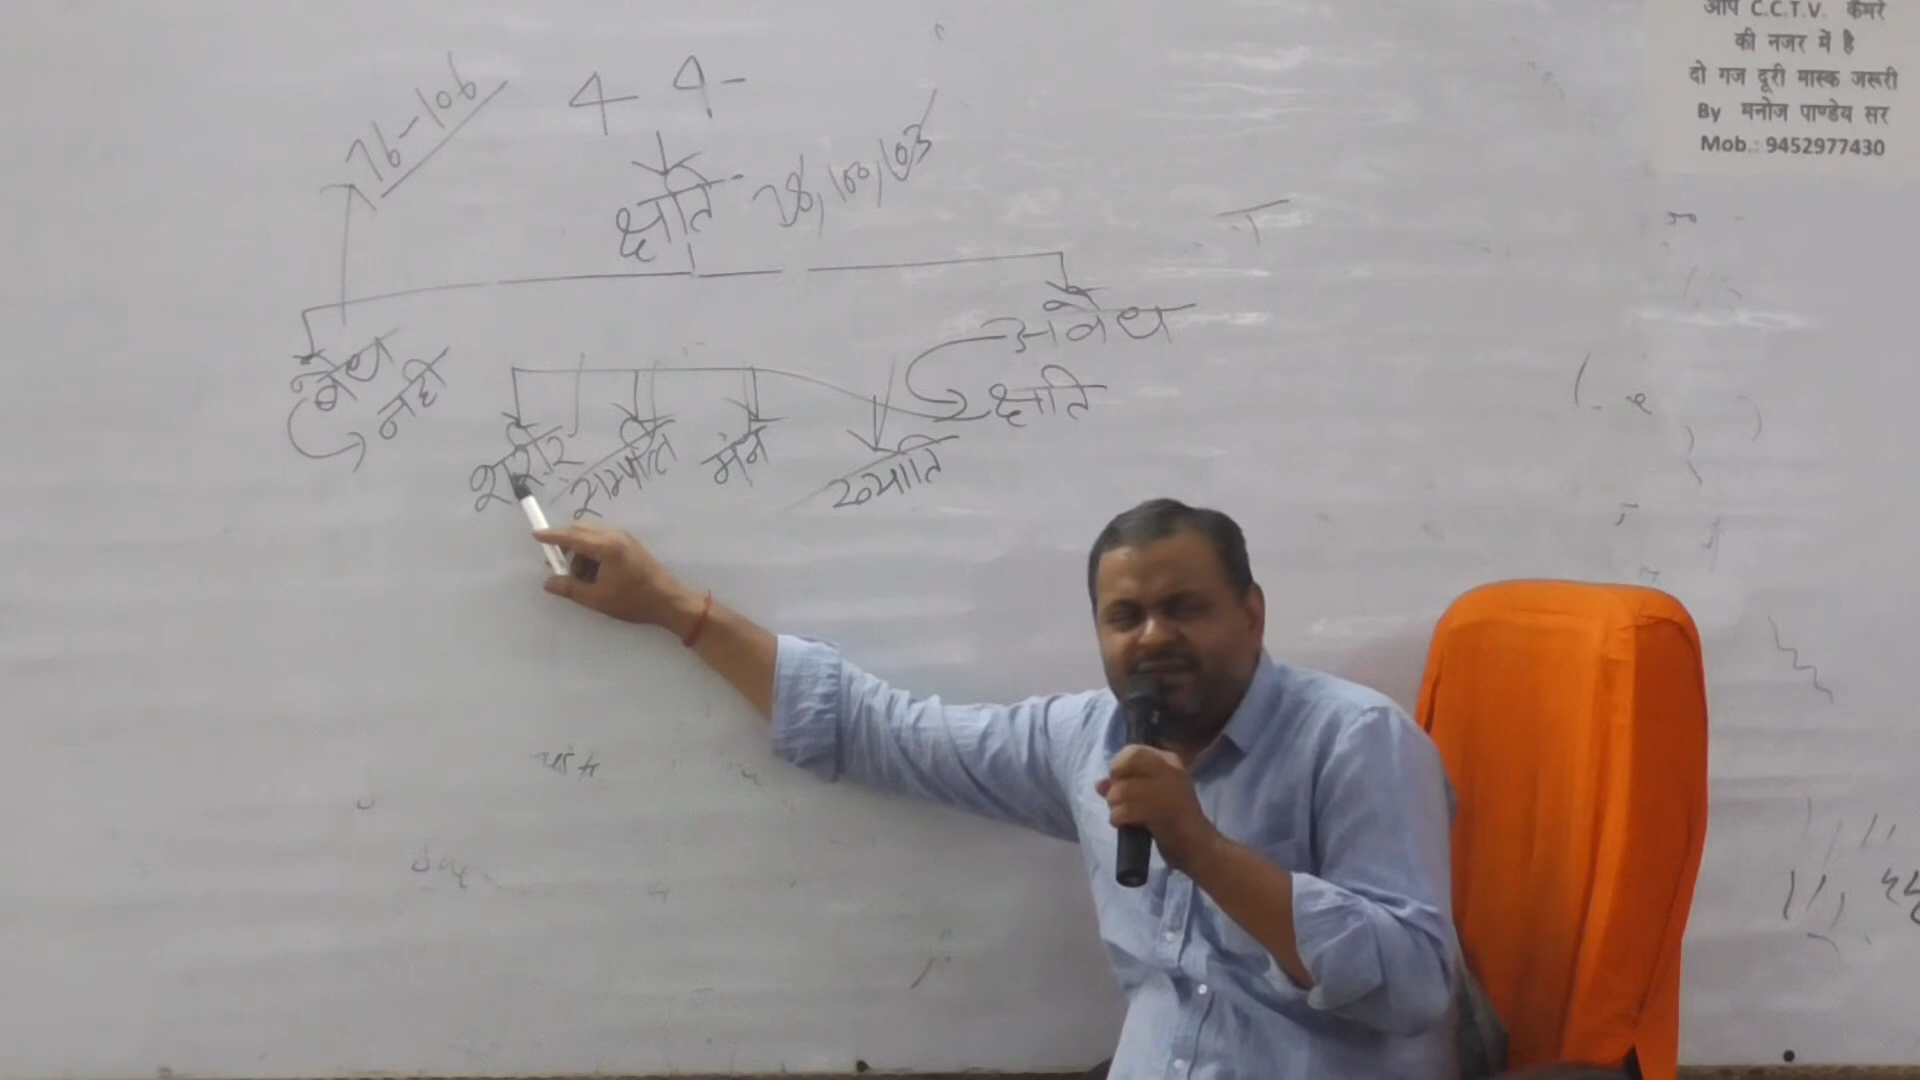 76-106
44-
क्षति - 78, 100, 103
वैध
नहीं
अवैध
क्षति
शरीर सम्पत्ति मन ख्याति
आप C.C.T.V. कैमरे
की नजर में है
दो गज दूरी मास्क जरूरी
By मनोज पाण्डेय सर
Mob.: 9452977430